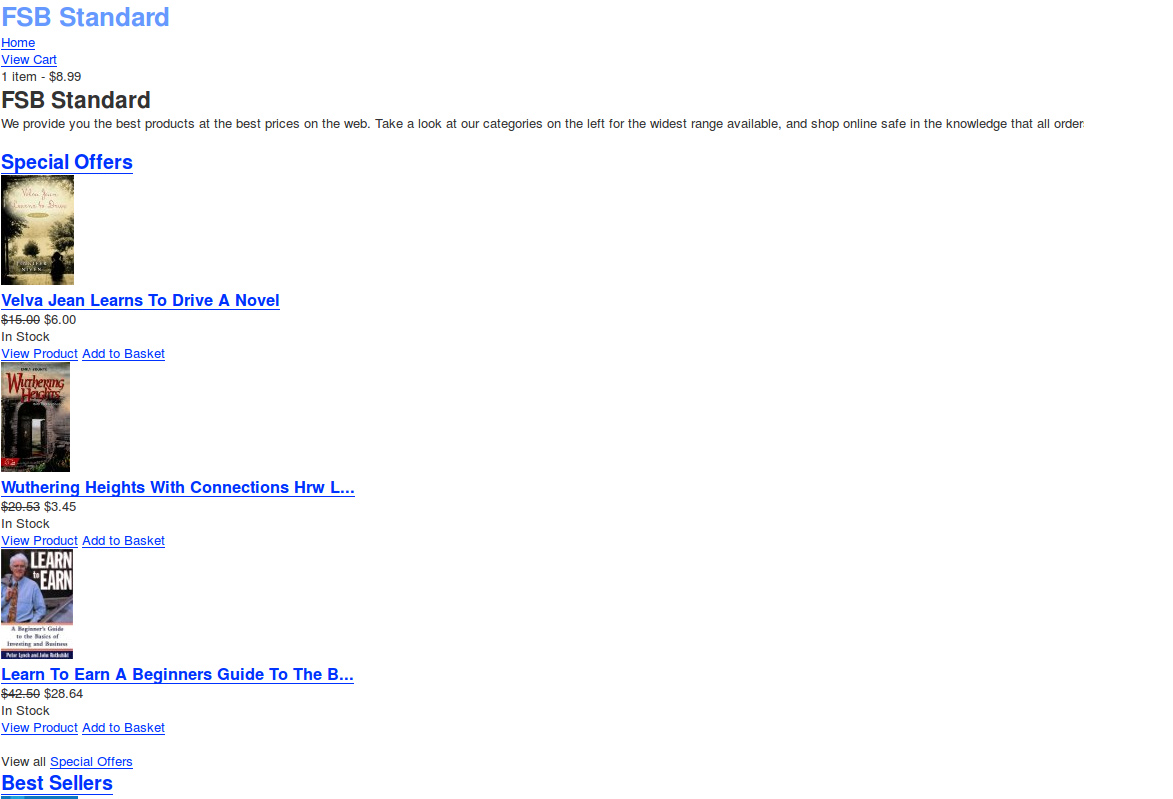 FSB Standard
Home
View Cart
1 item - $8.99
FSB Standard
We provide you the best products at the best prices on the web. Take a look at our categories on the left for the widest range available, and shop online safe in the knowledge that all order
Special Offers
Velva Jean
Learns to Drive
JENNIFER
NIVEN
Velva Jean Learns To Drive A Novel
$15.00 $6.00
In Stock
View Product Add to Basket
EMILY BRONTË
Wuthering
Heights
Wuthering Heights With Connections Hrw L...
$20.53 $3.45
In Stock
View Product Add to Basket
LEARN
to
EARN
A Beginner's Guide
to the Basics of
Investing and Business
Peter Lynch and John Rothchild
Learn To Earn A Beginners Guide To The B...
$42.50 $28.64
In Stock
View Product Add to Basket
View all Special Offers
Best Sellers